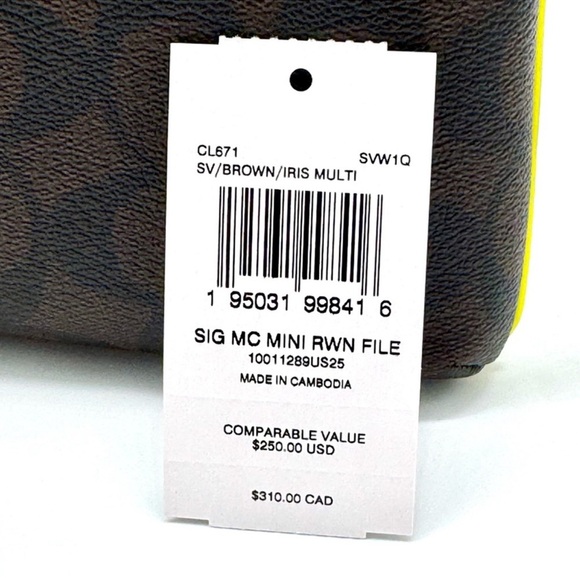 CL671 SVW1Q
SV/BROWN/IRIS MULTI
1 95031 99841 6
SIG MC MINI RWN FILE
10011289US25
MADE IN CAMBODIA
COMPARABLE VALUE
$250.00 USD
$310.00 CAD